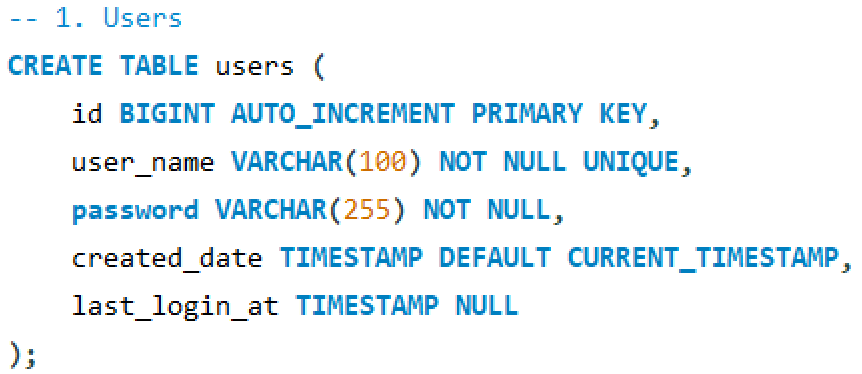 -- 1. Users
CREATE TABLE users (
    id BIGINT AUTO_INCREMENT PRIMARY KEY,
    user_name VARCHAR(100) NOT NULL UNIQUE,
    password VARCHAR(255) NOT NULL,
    created_date TIMESTAMP DEFAULT CURRENT_TIMESTAMP,
    last_login_at TIMESTAMP NULL
);